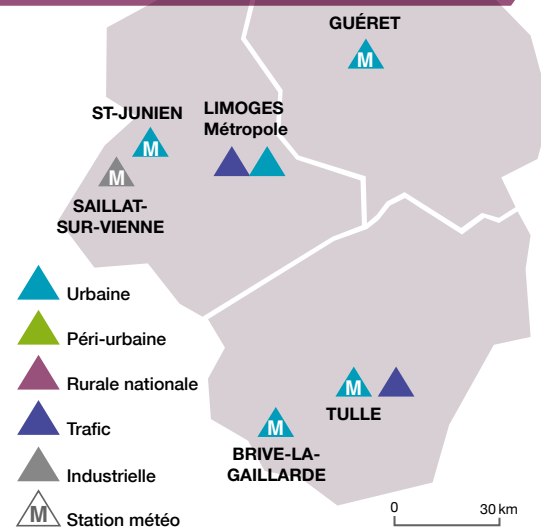 GUÉRET
M
ST-JUNIEN
M
LIMOGES
Métropole
M
SAILLAT-
SUR-VIENNE
Urbaine
Péri-urbaine
Rurale nationale
Trafic
Industrielle
M Station météo
M
TULLE
M
BRIVE-LA-
GAILLARDE
0 30 km